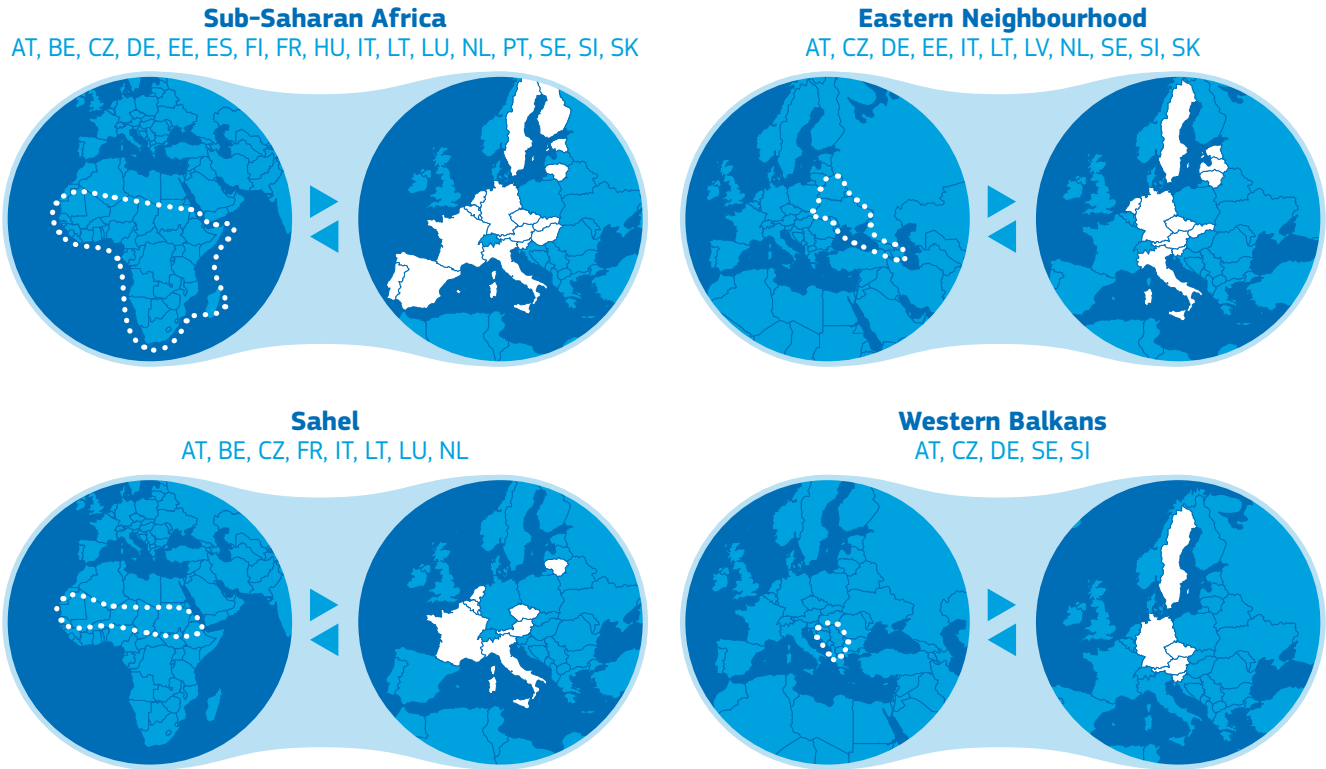 Sub-Saharan Africa
AT, BE, CZ, DE, EE, ES, FI, FR, HU, IT, LT, LU, NL, PT, SE, SI, SK
Eastern Neighbourhood
AT, CZ, DE, EE, IT, LT, LV, NL, SE, SI, SK
Sahel
AT, BE, CZ, FR, IT, LT, LU, NL
Western Balkans
AT, CZ, DE, SE, SI